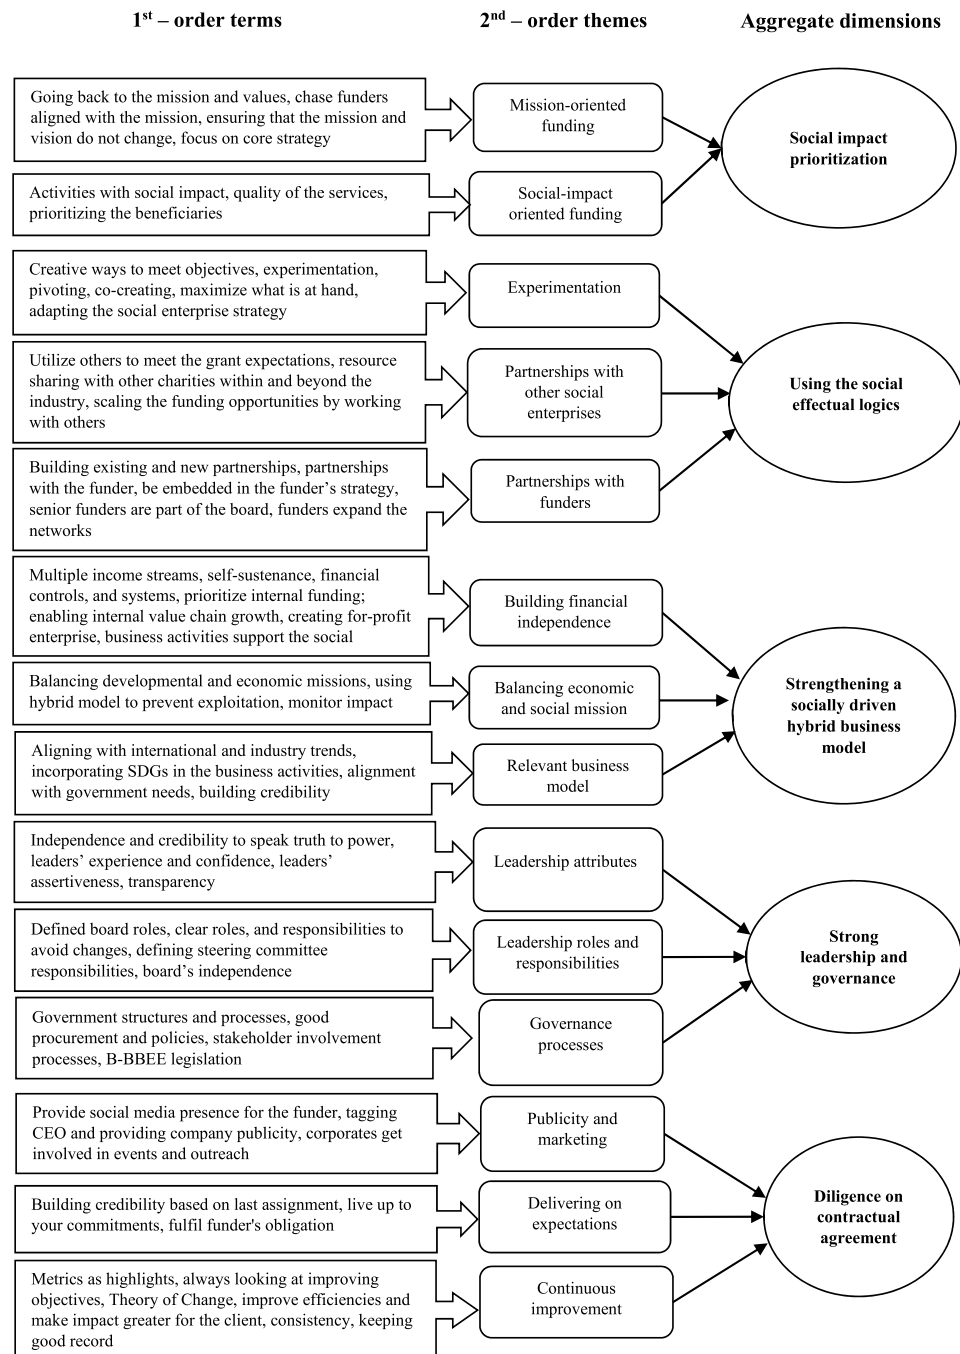 1st – order terms
2nd – order themes
Aggregate dimensions
Going back to the mission and values, chase funders
aligned with the mission, ensuring that the mission and
vision do not change, focus on core strategy
Mission-oriented
funding
Activities with social impact, quality of the services,
prioritizing the beneficiaries
Social-impact
oriented funding
Social impact
prioritization
Creative ways to meet objectives, experimentation,
pivoting, co-creating, maximize what is at hand,
adapting the social enterprise strategy
Experimentation
Utilize others to meet the grant expectations, resource
sharing with other charities within and beyond the
industry, scaling the funding opportunities by working
with others
Partnerships with
other social
enterprises
Building existing and new partnerships, partnerships
with the funder, be embedded in the funder’s strategy,
senior funders are part of the board, funders expand the
networks
Partnerships with
funders
Using the social
effectual logics
Multiple income streams, self-sustenance, financial
controls, and systems, prioritize internal funding;
enabling internal value chain growth, creating for-profit
enterprise, business activities support the social
Building financial
independence
Balancing developmental and economic missions, using
hybrid model to prevent exploitation, monitor impact
Balancing economic
and social mission
Aligning with international and industry trends,
incorporating SDGs in the business activities, alignment
with government needs, building credibility
Relevant business
model
Strengthening a
socially driven
hybrid business
model
Independence and credibility to speak truth to power,
leaders’ experience and confidence, leaders’
assertiveness, transparency
Leadership attributes
Defined board roles, clear roles, and responsibilities to
avoid changes, defining steering committee
responsibilities, board’s independence
Leadership roles and
responsibilities
Government structures and processes, good
procurement and policies, stakeholder involvement
processes, B-BBEE legislation
Governance
processes
Strong
leadership and
governance
Provide social media presence for the funder, tagging
CEO and providing company publicity, corporates get
involved in events and outreach
Publicity and
marketing
Building credibility based on last assignment, live up to
your commitments, fulfil funder's obligation
Delivering on
expectations
Metrics as highlights, always looking at improving
objectives, Theory of Change, improve efficiencies and
make impact greater for the client, consistency, keeping
good record
Continuous
improvement
Diligence on
contractual
agreement